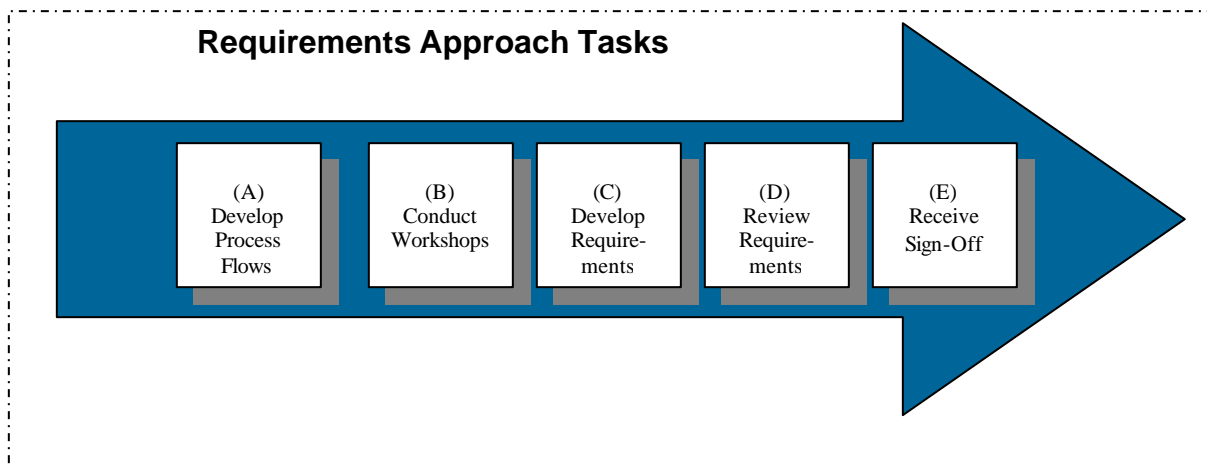 Requirements Approach Tasks
(A)
Develop
Process
Flows
(B)
Conduct
Workshops
(C)
Develop
Require-
ments
(D)
Review
Require-
ments
(E)
Receive
Sign-Off